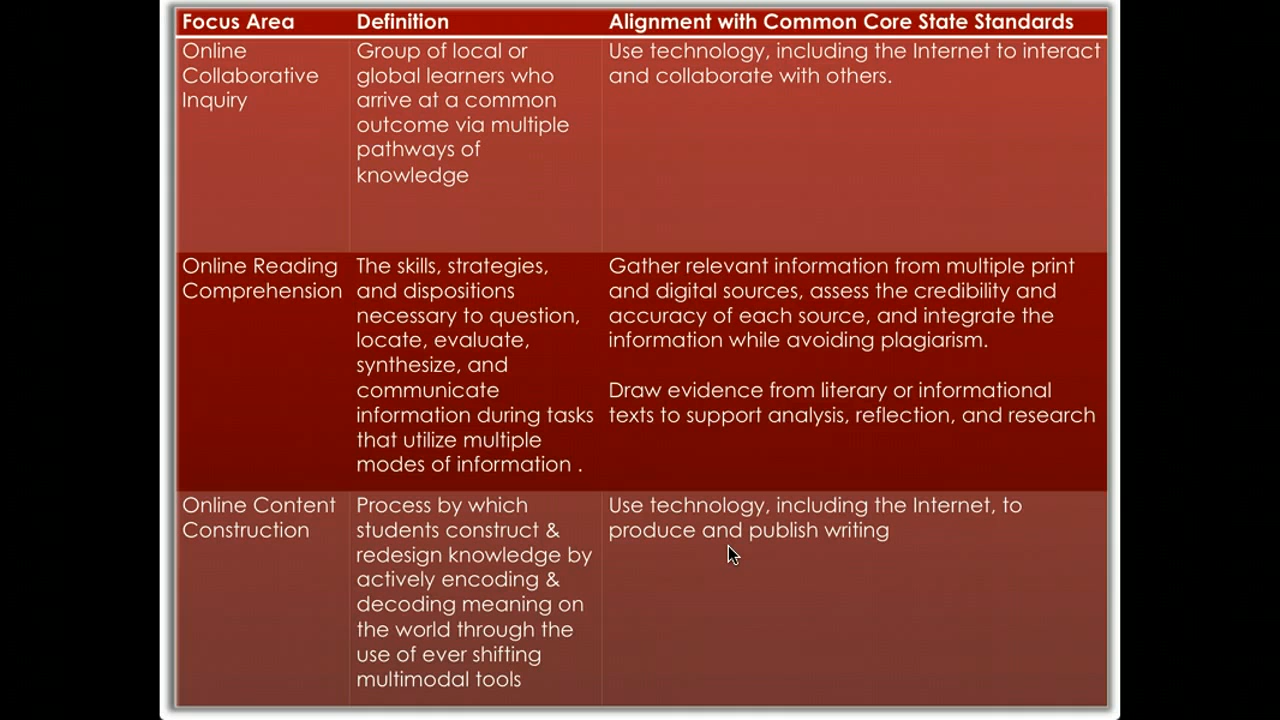 Focus Area Definition Alignment with Common Core State Standards
Online
Collaborative
Inquiry
Group of local or
global learners who
arrive at a common
outcome via multiple
pathways of
knowledge
Use technology, including the Internet to interact
and collaborate with others.
Online Reading
Comprehension
The skills, strategies,
and dispositions
necessary to question,
locate, evaluate,
synthesize, and
communicate
information during tasks
that utilize multiple
modes of information .
Gather relevant information from multiple print
and digital sources, assess the credibility and
accuracy of each source, and integrate the
information while avoiding plagiarism.
Draw evidence from literary or informational
texts to support analysis, reflection, and research
Online Content
Construction
Process by which
students construct &
redesign knowledge by
actively encoding &
decoding meaning on
the world through the
use of ever shifting
multimodal tools
Use technology, including the Internet, to
produce and publish writing